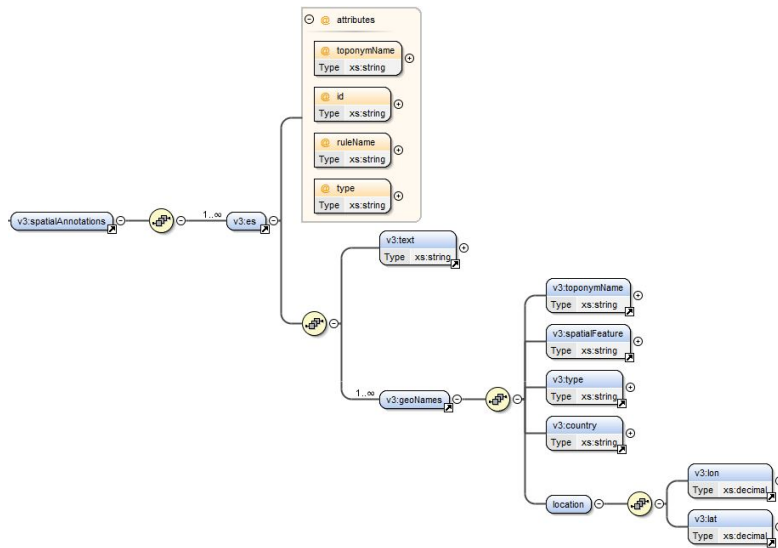 @ attributes
@ toponymName
Type xs:string
@ id
Type xs:string
@ ruleName
Type xs:string
@ type
Type xs:string
v3:spatialAnnotations
1..∞
v3:es
v3:text
Type xs:string
v3:toponymName
Type xs:string
v3:spatialFeature
Type xs:string
v3:type
Type xs:string
1..∞
v3:geoNames
v3:country
Type xs:string
location
v3:lon
Type xs:decimal
v3:lat
Type xs:decimal